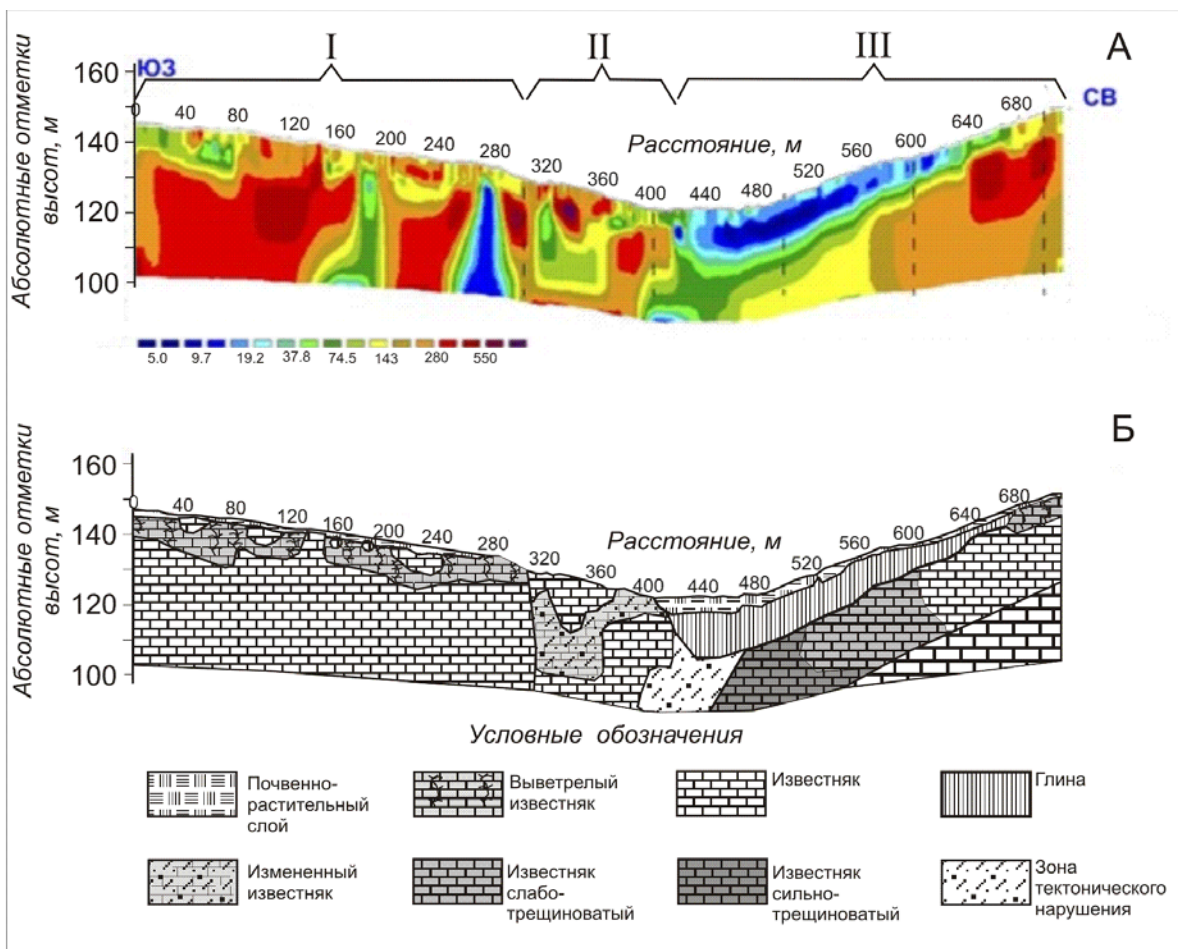 I II III А
ЮЗ
СВ
Абсолютные отметки
высот, м
160
140
120
100
0 40 80 120 160 200 240 280 320 360 400 440 480 520 560 600 640 680
Расстояние, м
5.0 9.7 19.2 37.8 74.5 143 280 550
Б
Абсолютные отметки
высот, м
160
140
120
100
0 40 80 120 160 200 240 280 320 360 400 440 480 520 560 600 640 680
Расстояние, м
Условные обозначения
Почвенно-
растительный
слой
Выветрелый
известняк
Известняк
Глина
Измененный
известняк
Известняк
слабо-
трещиноватый
Известняк
сильно-
трещиноватый
Зона
тектонического
нарушения